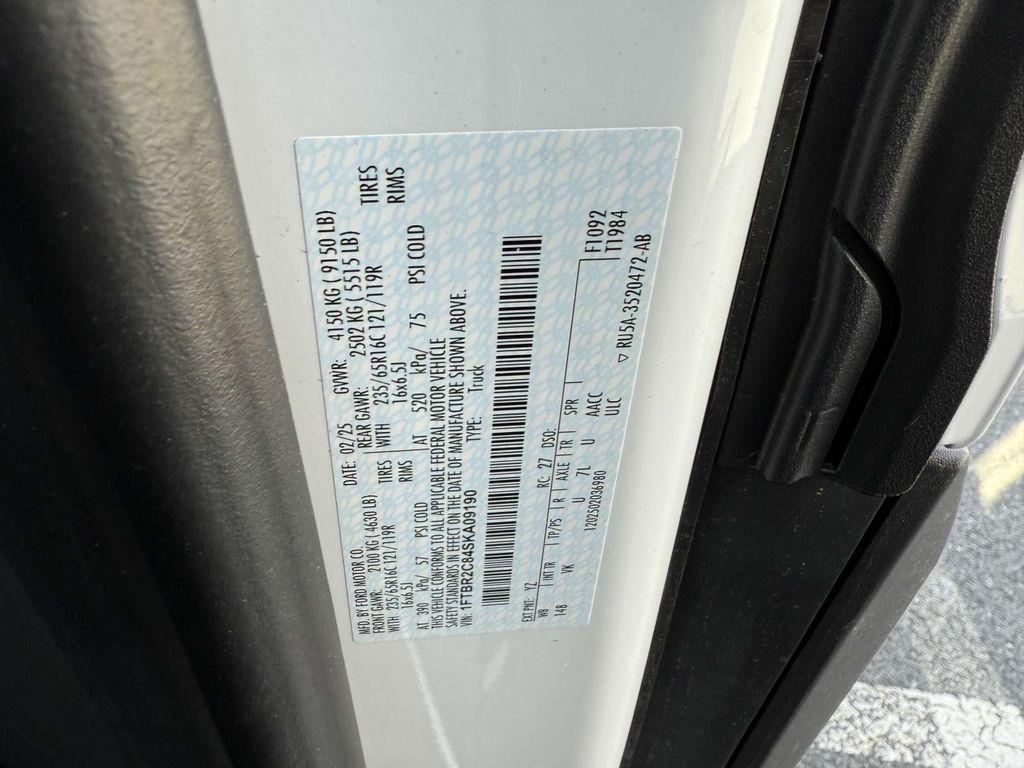 MFD. BY FORD MOTOR CO. DATE: 02/25 GVWR: 4150 KG ( 9150 LB)
FRONT GAWR: 2100 KG ( 4630 LB) REAR GAWR: 2502 KG ( 5515 LB)
WITH 235/65R16C 121/119R TIRES WITH 235/65R16C 121/119R TIRES
16x6.5J RIMS 16x6.5J RIMS
AT 390 kPa/ 57 PSI COLD AT 520 kPa/ 75 PSI COLD
THIS VEHICLE CONFORMS TO ALL APPLICABLE FEDERAL MOTOR VEHICLE
SAFETY STANDARDS IN EFFECT ON THE DATE OF MANUFACTURE SHOWN ABOVE.
VIN: 1FTBR2C84SKA09190 TYPE: Truck
EXT PNT: YZ RC: 27 DSO:
WB INT TR TP/PS R AXLE TR SPR F1092
148 VK U 7L U AACC T1984
1202502036980 ULC
▽ RU5A-3520472-AB